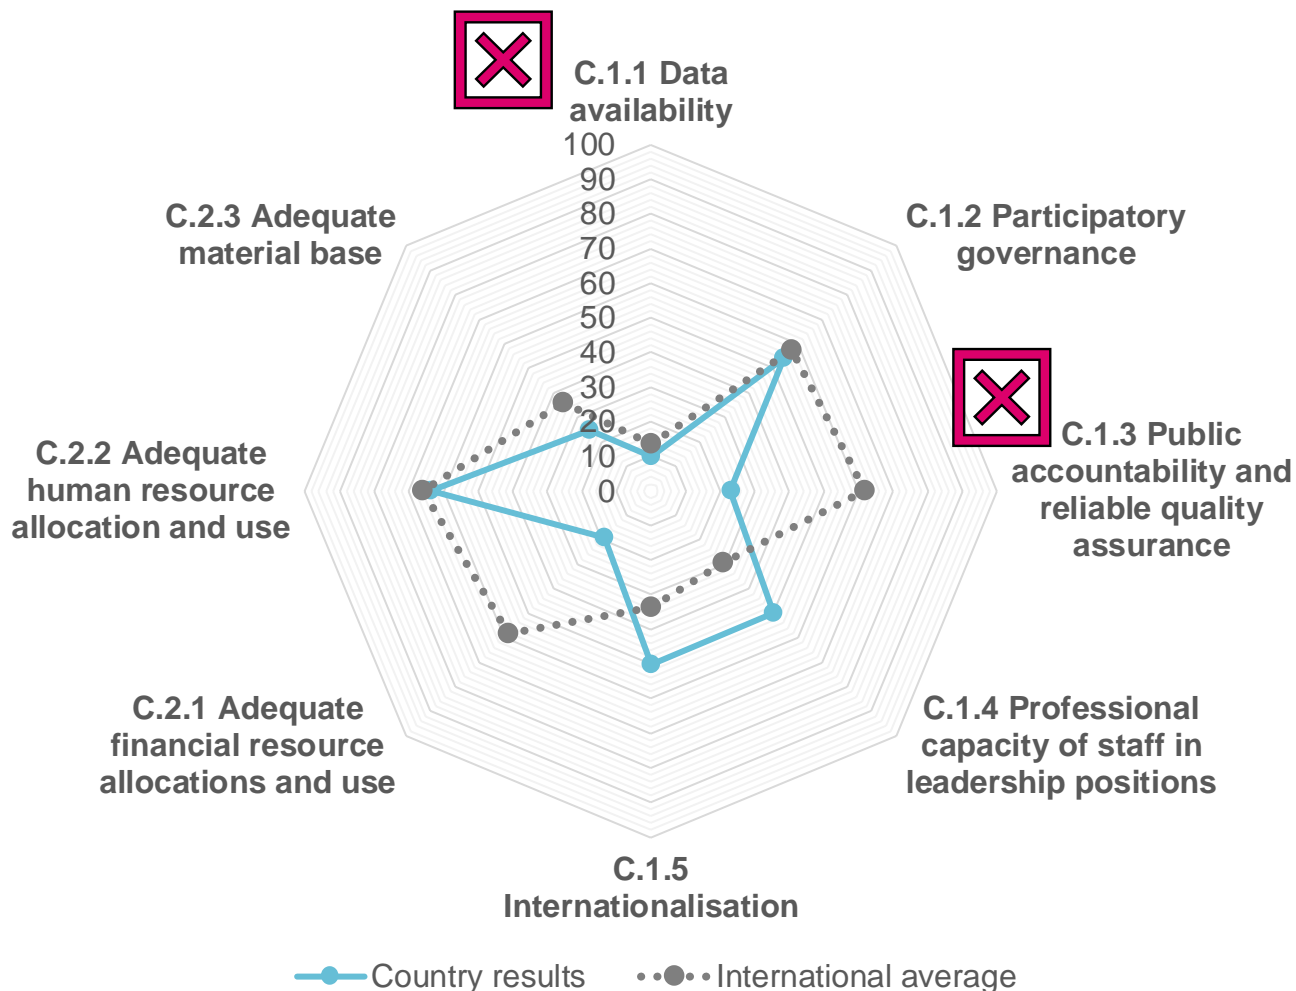 C.1.1 Data
availability
100
90
80
70
60
50
40
30
20
10
0
C.1.2 Participatory
governance
C.1.3 Public
accountability and
reliable quality
assurance
C.1.4 Professional
capacity of staff in
leadership positions
C.1.5
Internationalisation
C.2.1 Adequate
financial resource
allocations and use
C.2.2 Adequate
human resource
allocation and use
C.2.3 Adequate
material base
Country results
International average